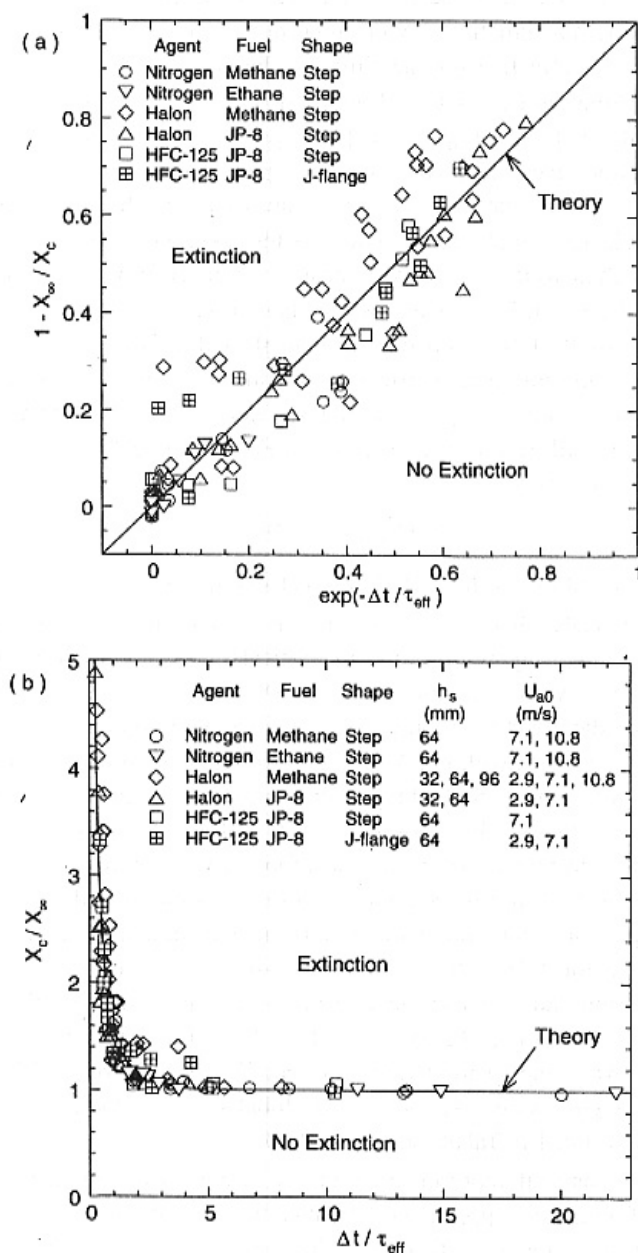 (a)
1
0.8
0.6
0.4
0.2
0
1 - X∞ / Xc
Agent Fuel Shape
Nitrogen Methane Step
Nitrogen Ethane Step
Halon Methane Step
Halon JP-8 Step
HFC-125 JP-8 Step
HFC-125 JP-8 J-flange
Theory
Extinction
No Extinction
0 0.2 0.4 0.6 0.8 1
exp(-Δt/τeff)
(b)
5
4
3
2
1
0
Xc / X∞
Agent Fuel Shape hs Ua0
(mm) (m/s)
Nitrogen Methane Step 64 7.1, 10.8
Nitrogen Ethane Step 64 7.1, 10.8
Halon Methane Step 32, 64, 96 2.9, 7.1, 10.8
Halon JP-8 Step 32, 64 2.9, 7.1
HFC-125 JP-8 Step 64 7.1
HFC-125 JP-8 J-flange 64 2.9, 7.1
Extinction
Theory
No Extinction
0 5 10 15 20
Δt/τeff